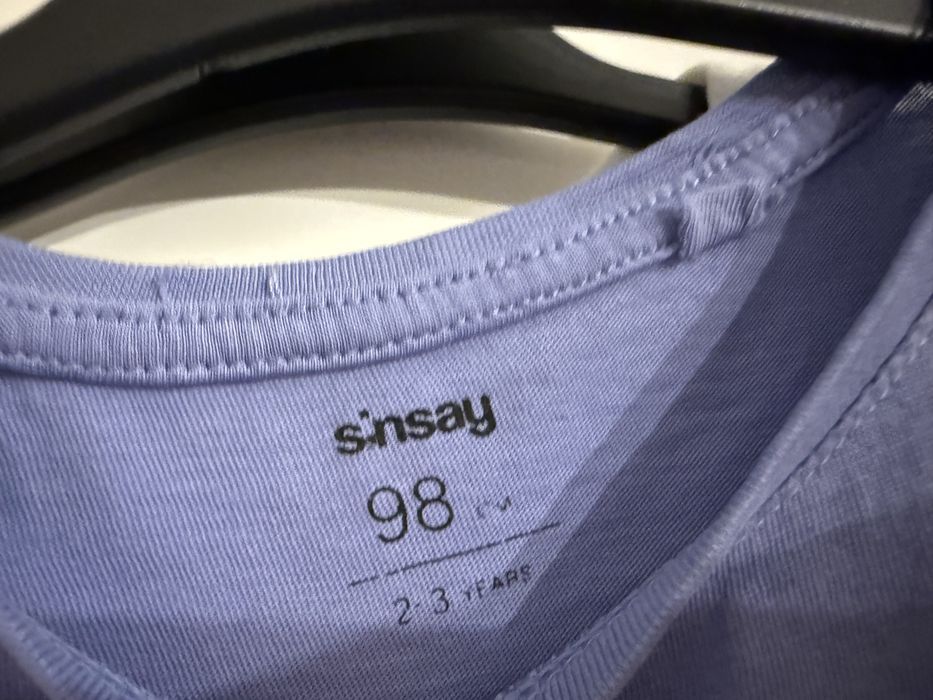 sinsay
98 cm
2-3 YEARS